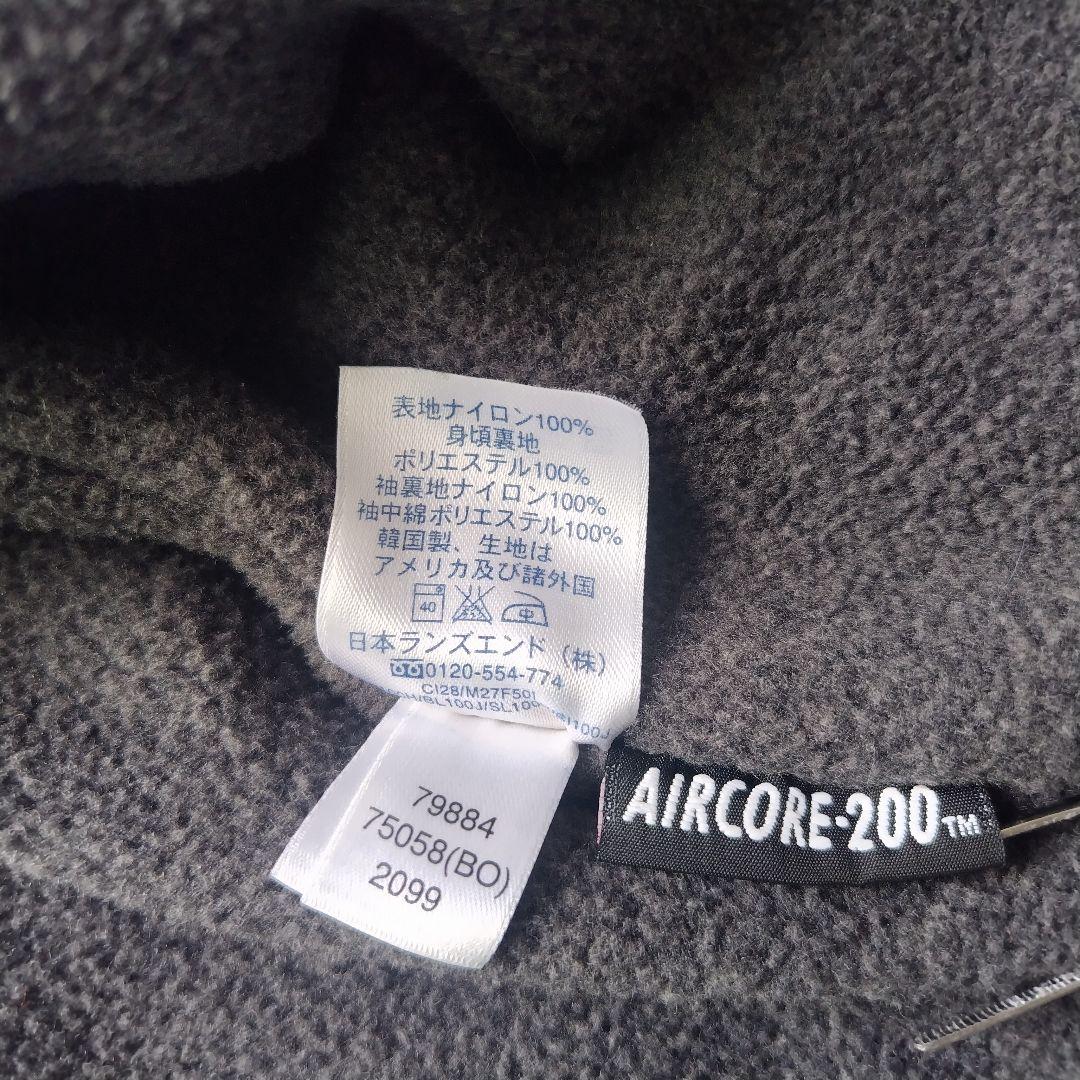 表地ナイロン100%
身頃裏地
ポリエステル100%
袖裏地ナイロン100%
袖中綿ポリエステル100%
韓国製、生地は
アメリカ及び諸外国
40
中
日本ランズエンド（株）
0120-554-774
CI28/M27F50I
79884
75058(BO)
2099
AIRCORE-200™